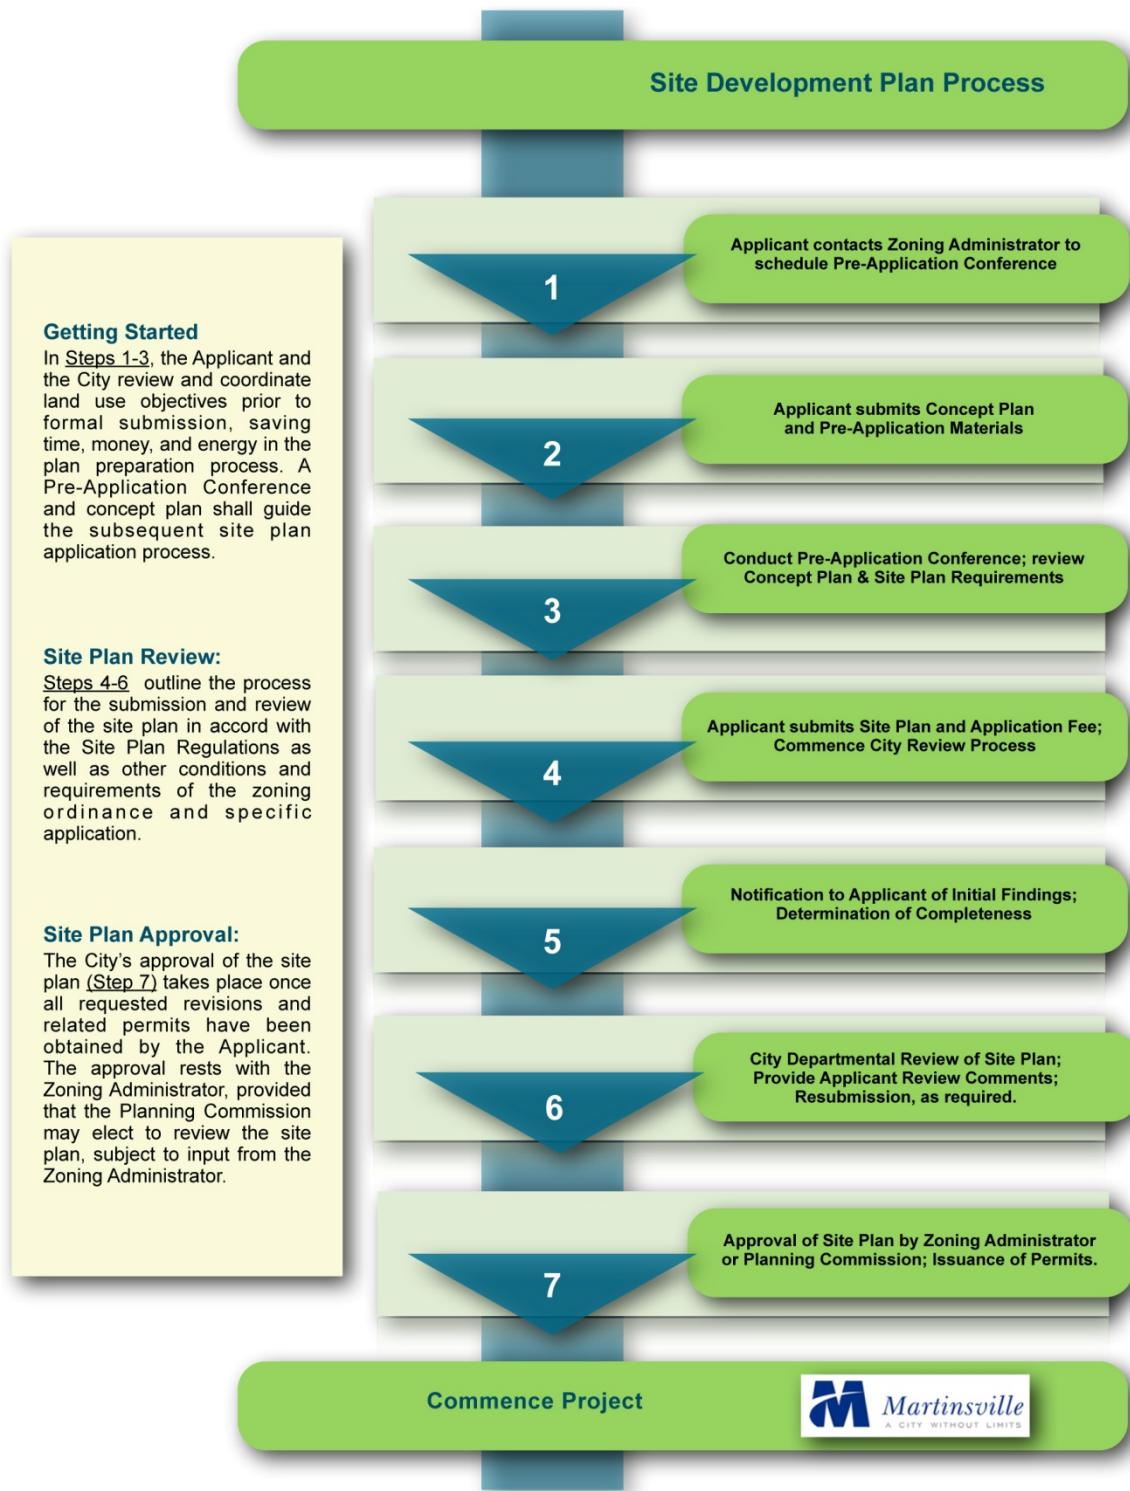 Site Development Plan Process
Getting Started
In Steps 1-3, the Applicant and
the City review and coordinate
land use objectives prior to
formal submission, saving
time, money, and energy in the
plan preparation process. A
Pre-Application Conference
and concept plan shall guide
the subsequent site plan
application process.
Site Plan Review:
Steps 4-6 outline the process
for the submission and review
of the site plan in accord with
the Site Plan Regulations as
well as other conditions and
requirements of the zoning
ordinance and specific
application.
Site Plan Approval:
The City’s approval of the site
plan (Step 7) takes place once
all requested revisions and
related permits have been
obtained by the Applicant.
The approval rests with the
Zoning Administrator, provided
that the Planning Commission
may elect to review the site
plan, subject to input from the
Zoning Administrator.
1
Applicant contacts Zoning Administrator to
schedule Pre-Application Conference
2
Applicant submits Concept Plan
and Pre-Application Materials
3
Conduct Pre-Application Conference; review
Concept Plan & Site Plan Requirements
4
Applicant submits Site Plan and Application Fee;
Commence City Review Process
5
Notification to Applicant of Initial Findings;
Determination of Completeness
6
City Departmental Review of Site Plan;
Provide Applicant Review Comments;
Resubmission, as required.
7
Approval of Site Plan by Zoning Administrator
or Planning Commission; Issuance of Permits.
Commence Project
Martinsville
A CITY WITHOUT LIMITS